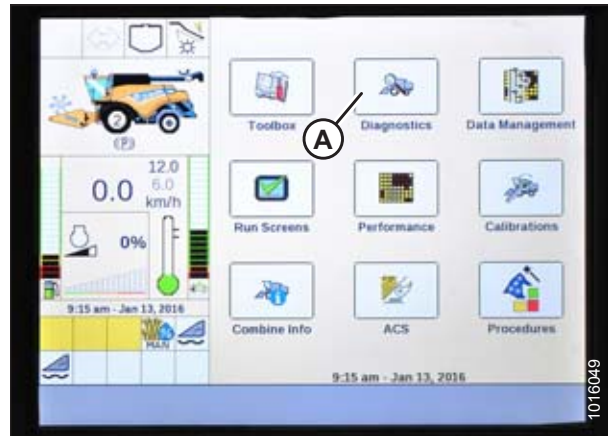 Toolbox
Diagnostics
Data Management
A
2
(P)
12.0
0.0
6.0
km/h
Run Screens
Performance
Calibrations
0%
9:15 am - Jan 13, 2016
MAN
Combine Info
ACS
Procedures
9:15 am - Jan 13, 2016
1016049